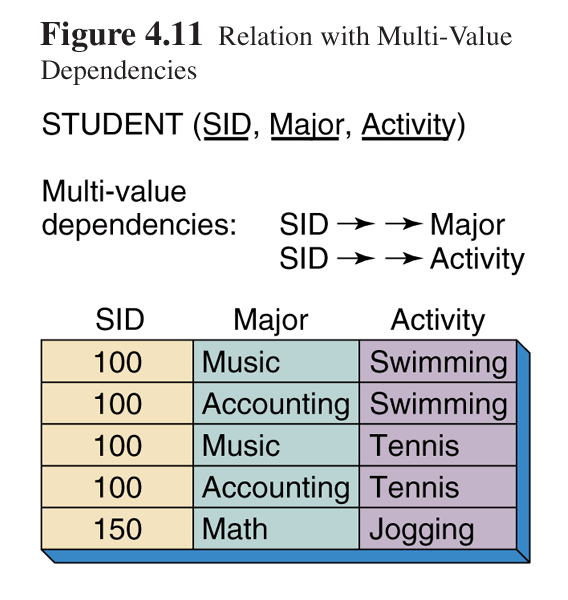 Figure 4.11 Relation with Multi-Value
Dependencies
STUDENT (SID, Major, Activity)
Multi-value
dependencies: SID → → Major
SID → → Activity
SID Major Activity
100 Music Swimming
100 Accounting Swimming
100 Music Tennis
100 Accounting Tennis
150 Math Jogging